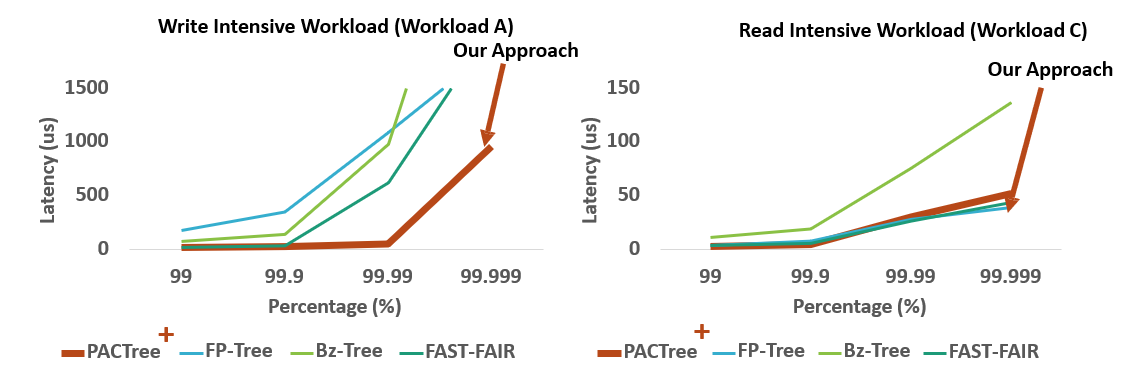 Write Intensive Workload (Workload A)
Our Approach
1500
1000
500
0
Latency (us)
99
99.9
99.99
99.999
Percentage (%)
PACTree
+
FP-Tree
Bz-Tree
FAST-FAIR
Read Intensive Workload (Workload C)
Our Approach
150
100
50
0
Latency (us)
99
99.9
99.99
99.999
Percentage (%)
PACTree
+
FP-Tree
Bz-Tree
FAST-FAIR